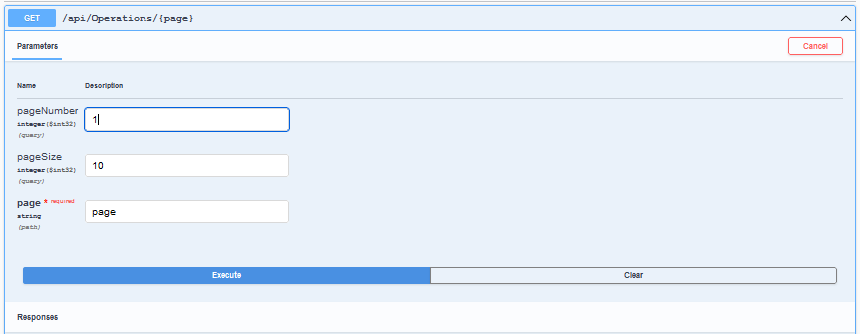 GET /api/Operations/{page}
Parameters
Cancel
Name Description
pageNumber
integer($int32)
(query)
1
pageSize
integer($int32)
(query)
10
page * required
string
(path)
page
Execute Clear
Responses